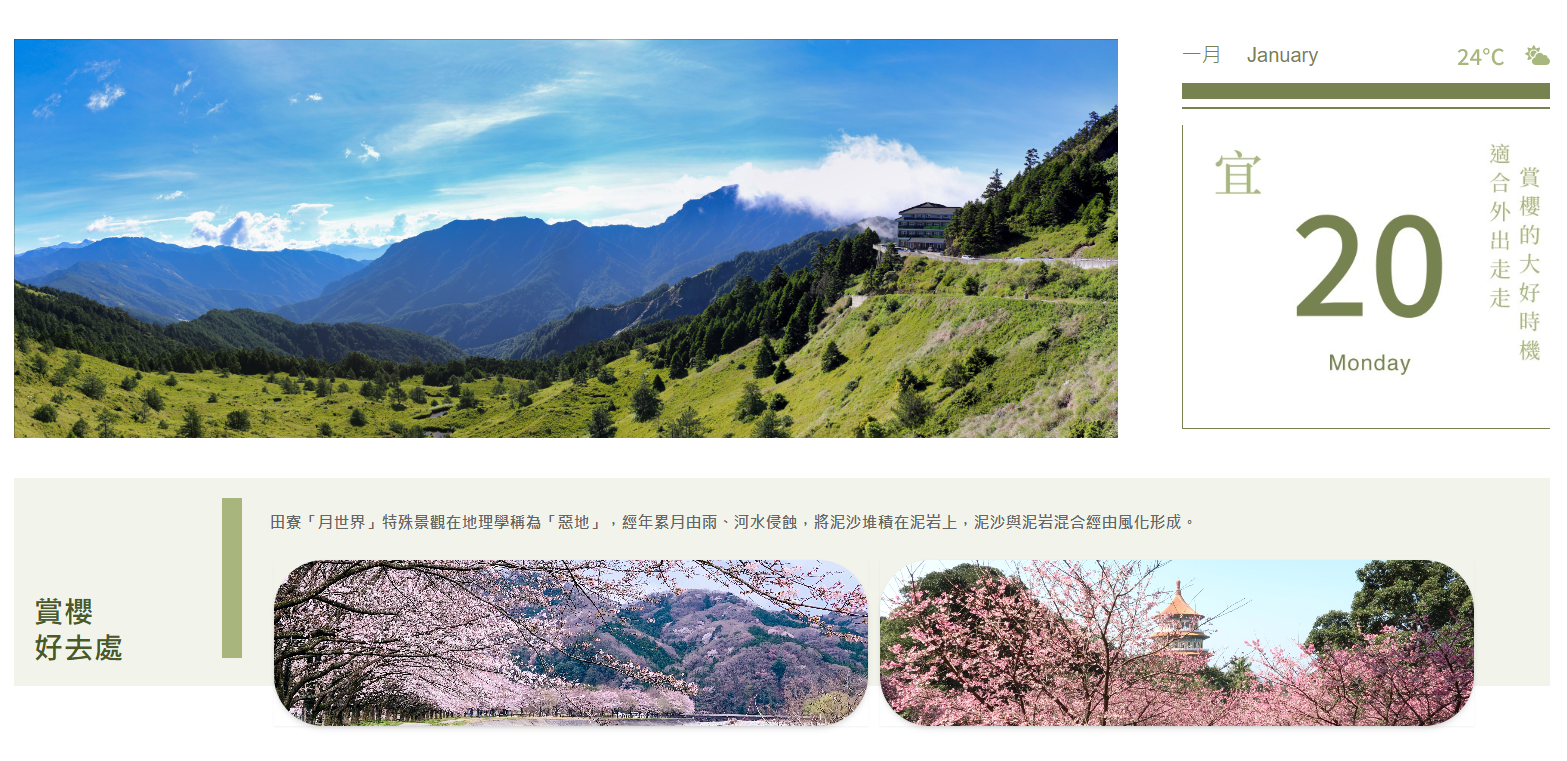 一月 January 24°C
宜
20
Monday
適合外出走走
賞櫻的大好時機
田寮「月世界」特殊景觀在地理學稱為「惡地」，經年累月由雨、河水侵蝕，將泥沙堆積在泥岩上，泥沙與泥岩混合經由風化形成。
賞櫻
好去處